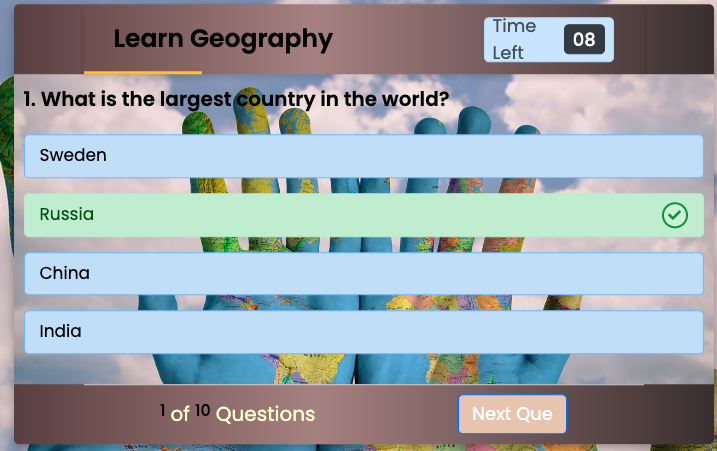 Learn Geography
Time
Left
08
1. What is the largest country in the world?
Sweden
Russia
China
India
1 of 10 Questions
Next Que